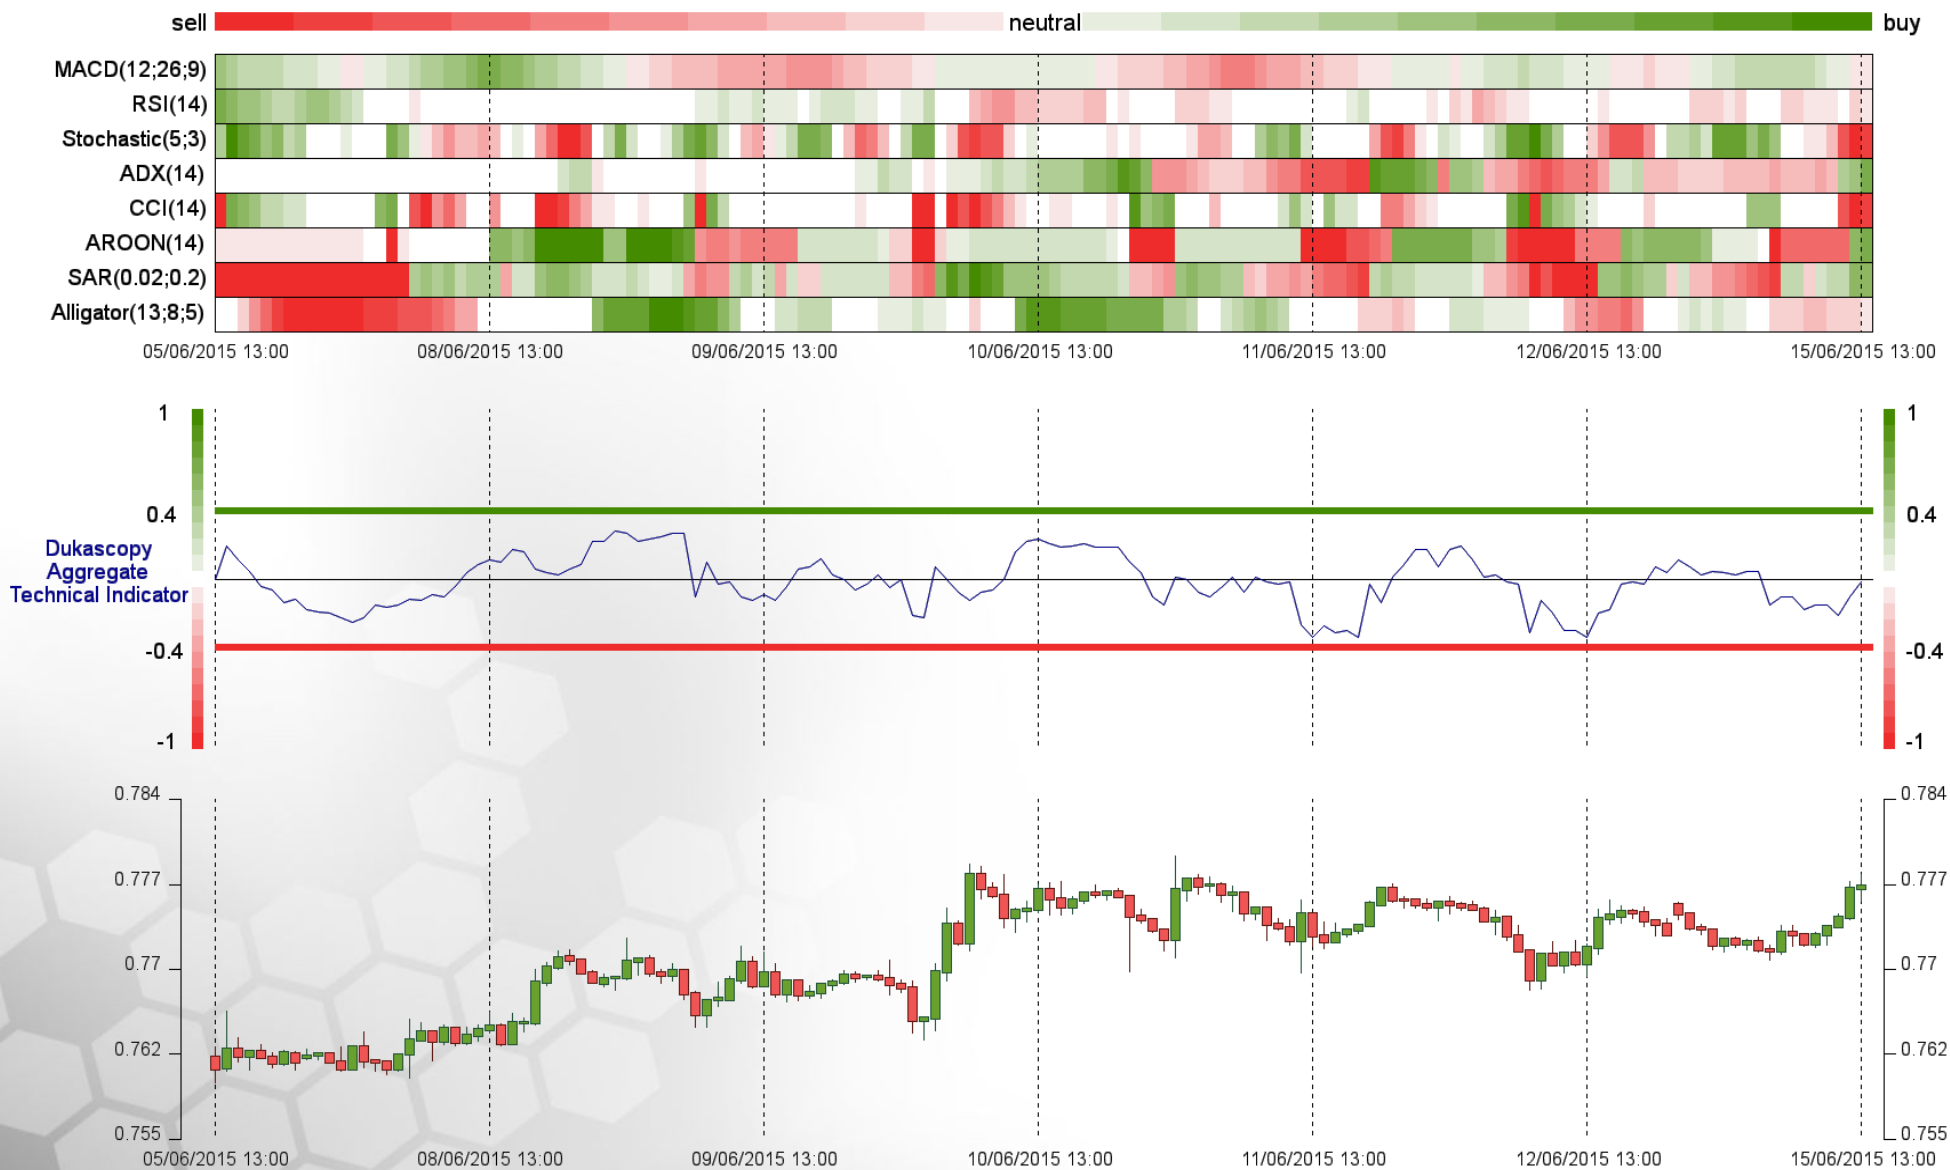 sell neutral buy
MACD(12;26;9)
RSI(14)
Stochastic(5;3)
ADX(14)
CCI(14)
AROON(14)
SAR(0.02;0.2)
Alligator(13;8;5)
05/06/2015 13:00 08/06/2015 13:00 09/06/2015 13:00 10/06/2015 13:00 11/06/2015 13:00 12/06/2015 13:00 15/06/2015 13:00
1 1
0.4 0.4
Dukascopy
Aggregate
Technical Indicator
-0.4 -0.4
-1 -1
0.784 0.784
0.777 0.777
0.77 0.77
0.762 0.762
0.755 0.755
05/06/2015 13:00 08/06/2015 13:00 09/06/2015 13:00 10/06/2015 13:00 11/06/2015 13:00 12/06/2015 13:00 15/06/2015 13:00